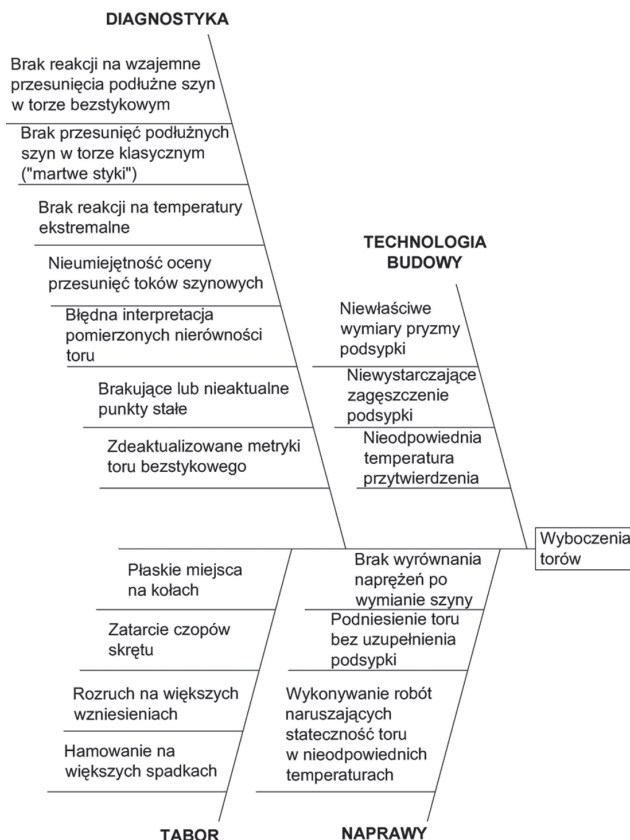 DIAGNOSTYKA
Brak reakcji na wzajemne
przesunięcia podłużne szyn
w torze bezstykowym
Brak przesunięć podłużnych
szyn w torze klasycznym
("martwe styki")
Brak reakcji na temperatury
ekstremalne
Nieumiejętność oceny
przesunięć toków szynowych
Błędna interpretacja
pomierzonych nierówności
toru
Brakujące lub nieaktualne
punkty stałe
Zdeaktualizowane metryki
toru bezstykowego
TECHNOLOGIA
BUDOWY
Niewłaściwe
wymiary pryzmy
podsypki
Niewystarczające
zagęszczenie
podsypki
Nieodpowiednia
temperatura
przytwierdzenia
Wyboczenia
torów
Płaskie miejsca
na kołach
Zatarcie czopów
skrętu
Rozruch na większych
wzniesieniach
Hamowanie na
większych spadkach
TABOR
Brak wyrównania
naprężeń po
wymianie szyny
Podniesienie toru
bez uzupełnienia
podsypki
Wykonywanie robót
naruszających
stateczność toru
w nieodpowiednich
temperaturach
NAPRAWY